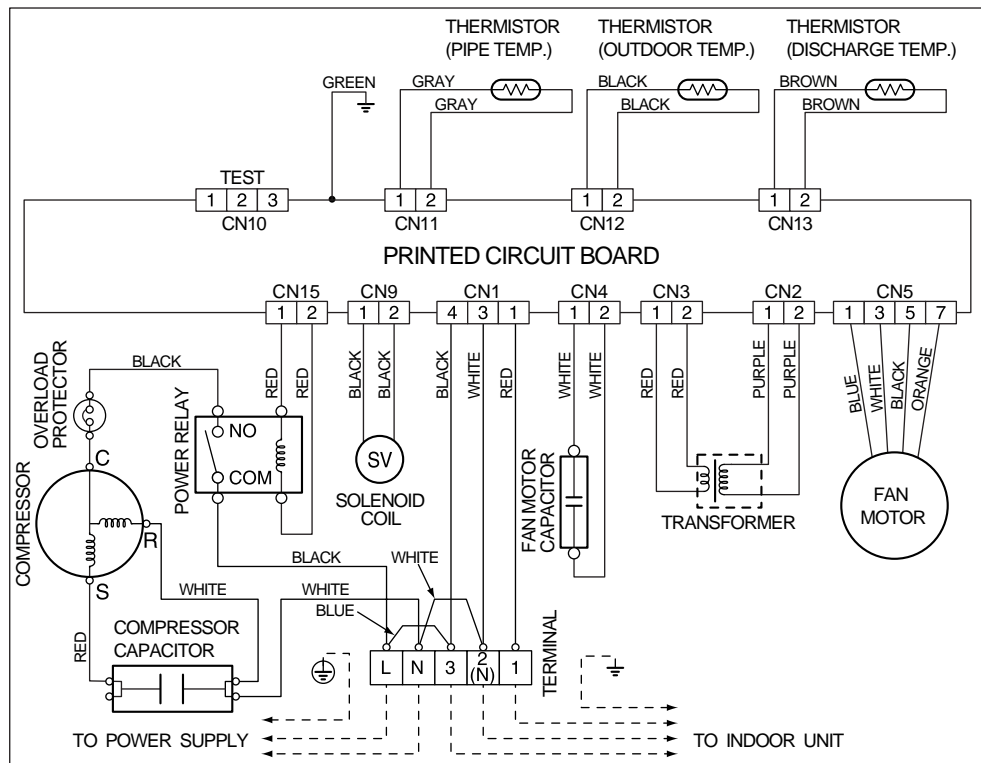 THERMISTOR
(PIPE TEMP.)
THERMISTOR
(OUTDOOR TEMP.)
THERMISTOR
(DISCHARGE TEMP.)
GREEN
GRAY
GRAY
BLACK
BLACK
BROWN
BROWN
TEST
1 2 3
CN10
1 2
CN11
1 2
CN12
1 2
CN13
PRINTED CIRCUIT BOARD
CN15
1 2
CN9
1 2
CN1
4 3 1
CN4
1 2
CN3
1 2
CN2
1 2
CN5
1 3 5 7
RED
RED
BLACK
BLACK
BLACK
WHITE
RED
WHITE
WHITE
RED
RED
PURPLE
PURPLE
BLUE
WHITE
BLACK
ORANGE
OVERLOAD
PROTECTOR
BLACK
POWER RELAY
NO
COM
SV
SOLENOID
COIL
FAN MOTOR
CAPACITOR
TRANSFORMER
FAN
MOTOR
COMPRESSOR
C
R
S
BLACK
WHITE
WHITE
WHITE
BLUE
RED
COMPRESSOR
CAPACITOR
L N 3 2 1
(N)
TERMINAL
TO POWER SUPPLY
TO INDOOR UNIT